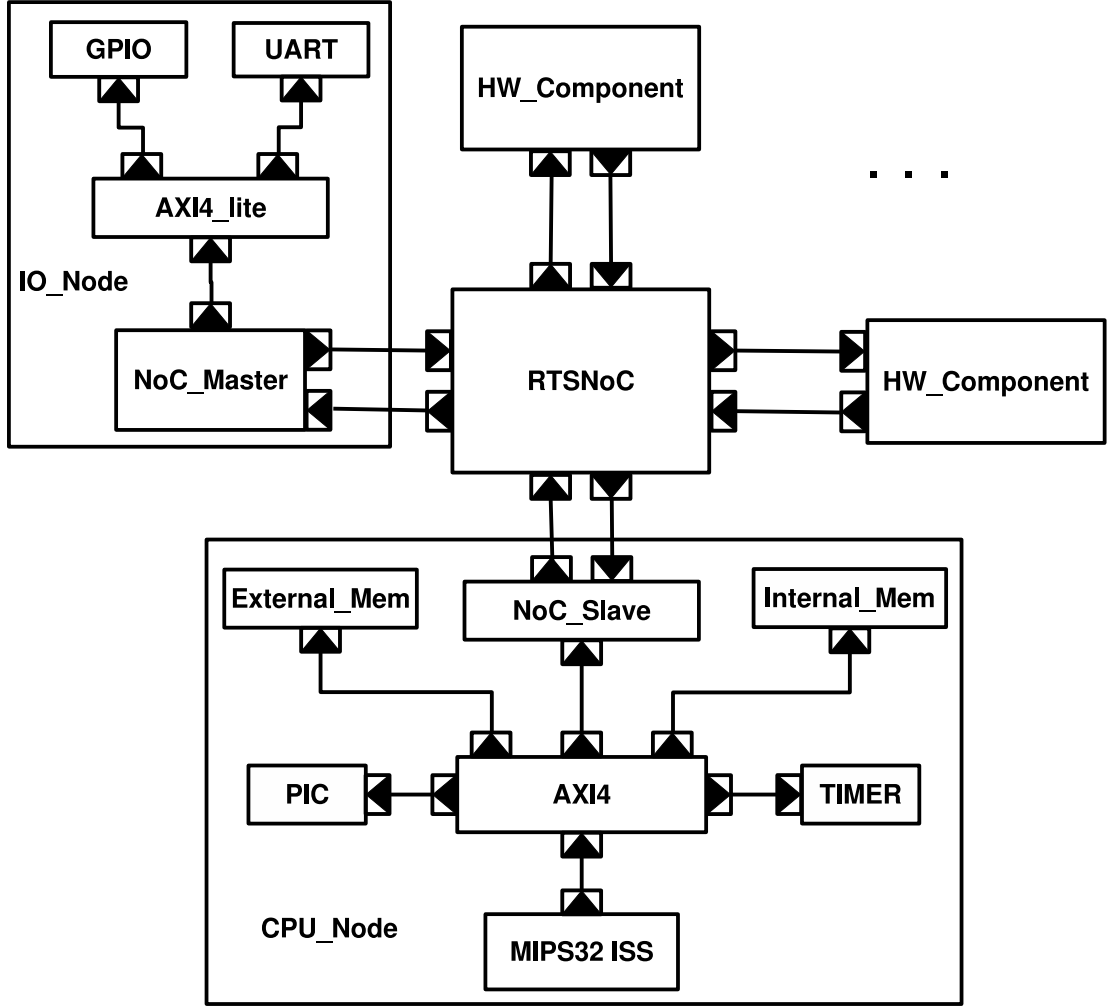 GPIO
UART
HW_Component
. . .
AXI4_lite
IO_Node
NoC_Master
RTSNoC
HW_Component
External_Mem
NoC_Slave
Internal_Mem
PIC
AXI4
TIMER
CPU_Node
MIPS32 ISS